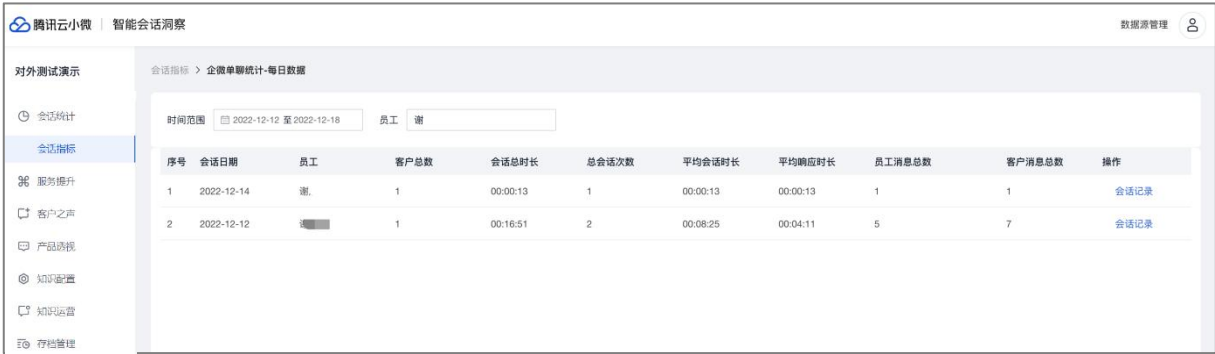 腾讯云小微 智能会话洞察 数据源管理
对外测试演示
会话指标 > 企微单聊统计-每日数据
会话统计
会话指标
服务提升
客户之声
产品透视
知识配置
知识运营
存档管理
时间范围 2022-12-12 至 2022-12-18 员工 谢
序号 会话日期 员工 客户总数 会话总时长 总会话次数 平均会话时长 平均响应时长 员工消息总数 客户消息总数 操作
1 2022-12-14 谢, 1 00:00:13 1 00:00:13 00:00:13 1 1 会话记录
2 2022-12-12 1 00:16:51 2 00:08:25 00:04:11 5 7 会话记录